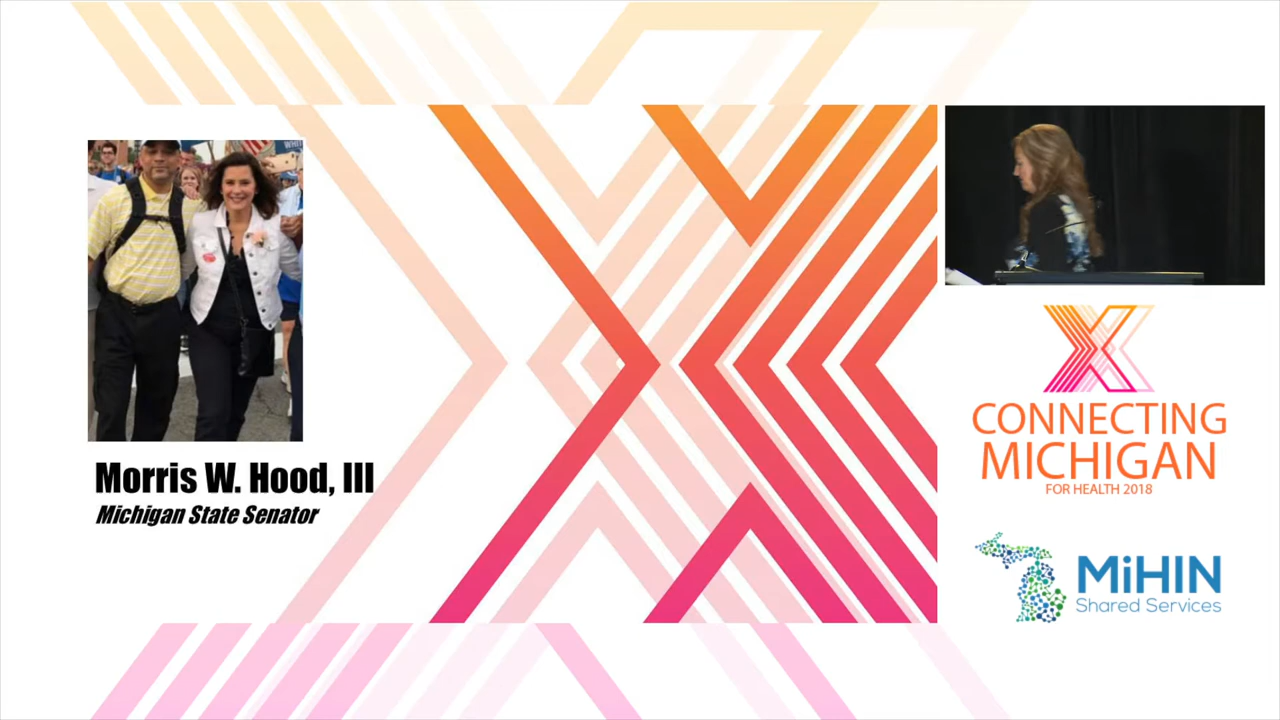 Morris W. Hood, III
Michigan State Senator
CONNECTING
MICHIGAN
FOR HEALTH 2018
MiHIN
Shared Services